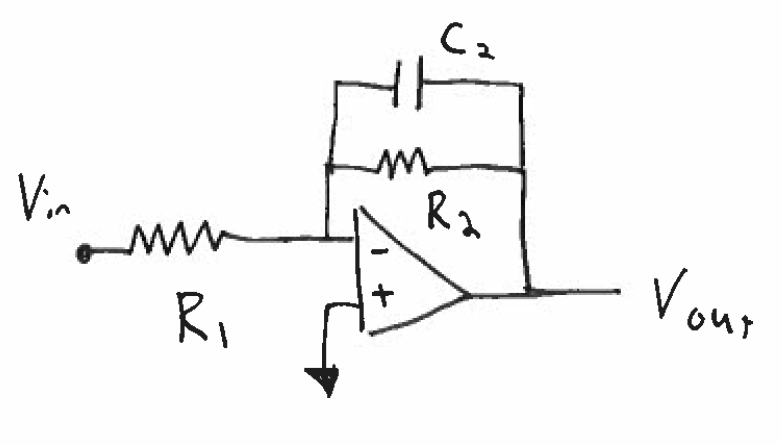 C₂
Vin
R₂
-
+
R₁
Vout